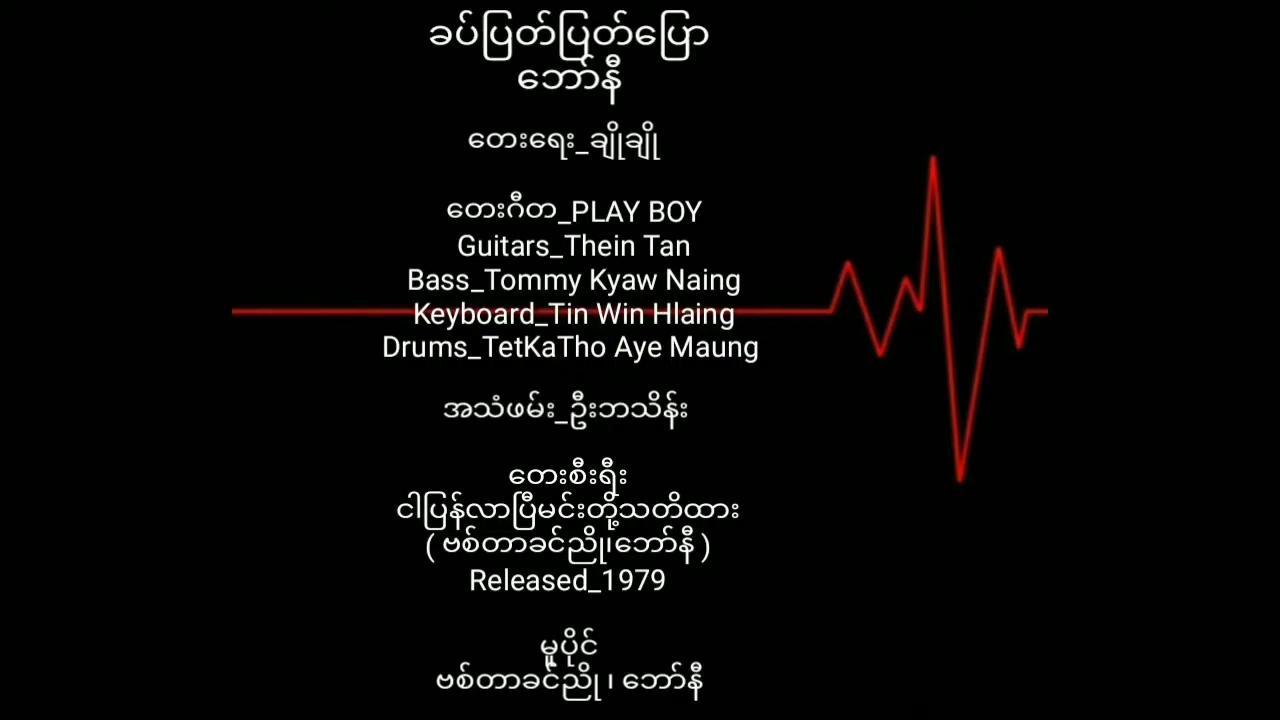 ခပ်ပြတ်ပြတ်ပြော
ဘော်နီ
တေးရေး_ချိုချို
တေးဂီတ_PLAY BOY
Guitars_Thein Tan
Bass_Tommy Kyaw Naing
Keyboard_Tin Win Hlaing
Drums_TetKaTho Aye Maung
အသံဖမ်း_ဦးဘသိန်း
တေးစီးရီး
ငါပြန်လာပြီမင်းတို့သတိထား
( ဗစ်တာခင်ညို၊ဘော်နီ )
Released_1979
မူပိုင်
ဗစ်တာခင်ညို ၊ ဘော်နီ